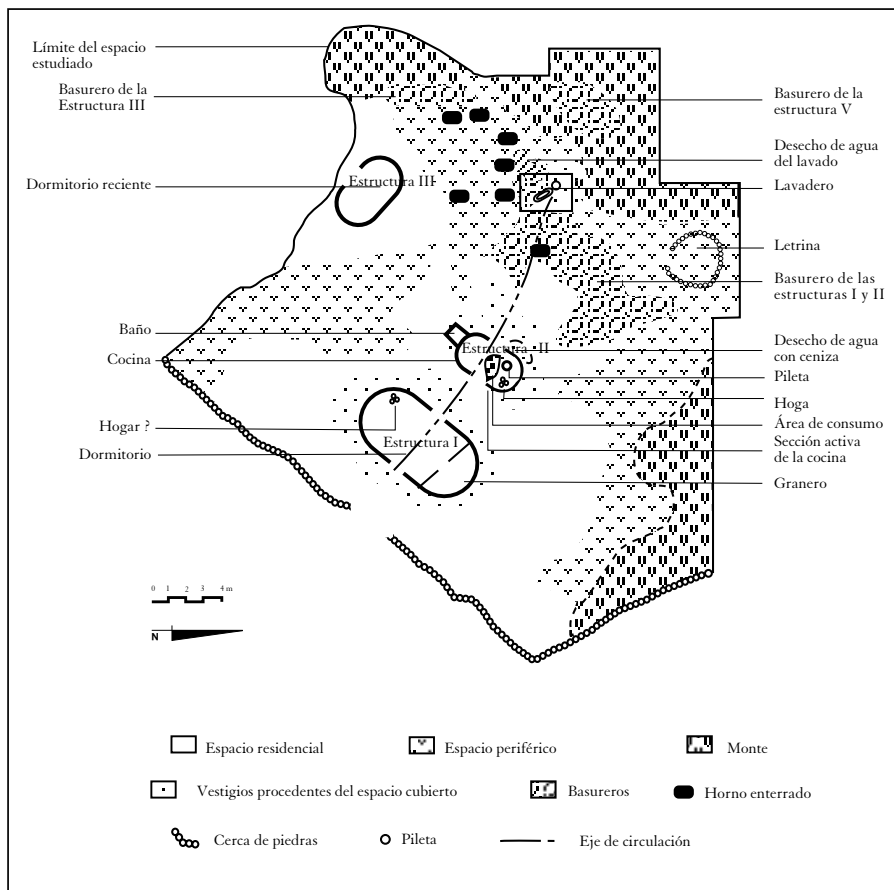 Límite del espacio
estudiado
Basurero de la
Estructura III
Dormitorio reciente
Baño
Cocina
Hogar ?
Dormitorio
Estructura III
Estructura II
Estructura I
Basurero de la
estructura V
Desecho de agua
del lavado
Lavadero
Letrina
Basurero de las
estructuras I y II
Desecho de agua
con ceniza
Pileta
Hoga
Área de consumo
Sección activa
de la cocina
Granero
0 1 2 3 4 m
N
Espacio residencial
Espacio periférico
Monte
Vestigios procedentes del espacio cubierto
Basureros
Horno enterrado
Cerca de piedras
Pileta
Eje de circulación